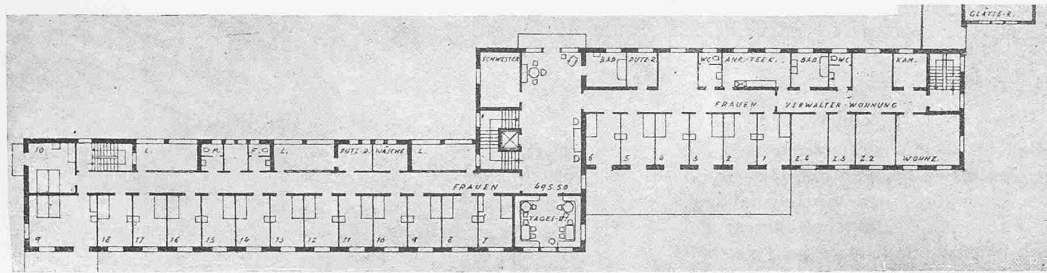 GLÄTTE-R.
SCHWESTER
BAD
PUTZ-R.
WC
ANR./TEEK.
BAD
WC
KAM.
FRAUEN
VERWALTER-WOHNUNG
6
5
4
3
2
1
Z.4
Z.3
Z.2
WOHNZ.
10
L.
M.
F.
L.
PUTZ-R.
WÄSCHE
L.
FRAUEN
495.50
TAGES-R.
9
18
17
16
15
14
13
12
11
10
9
8
7